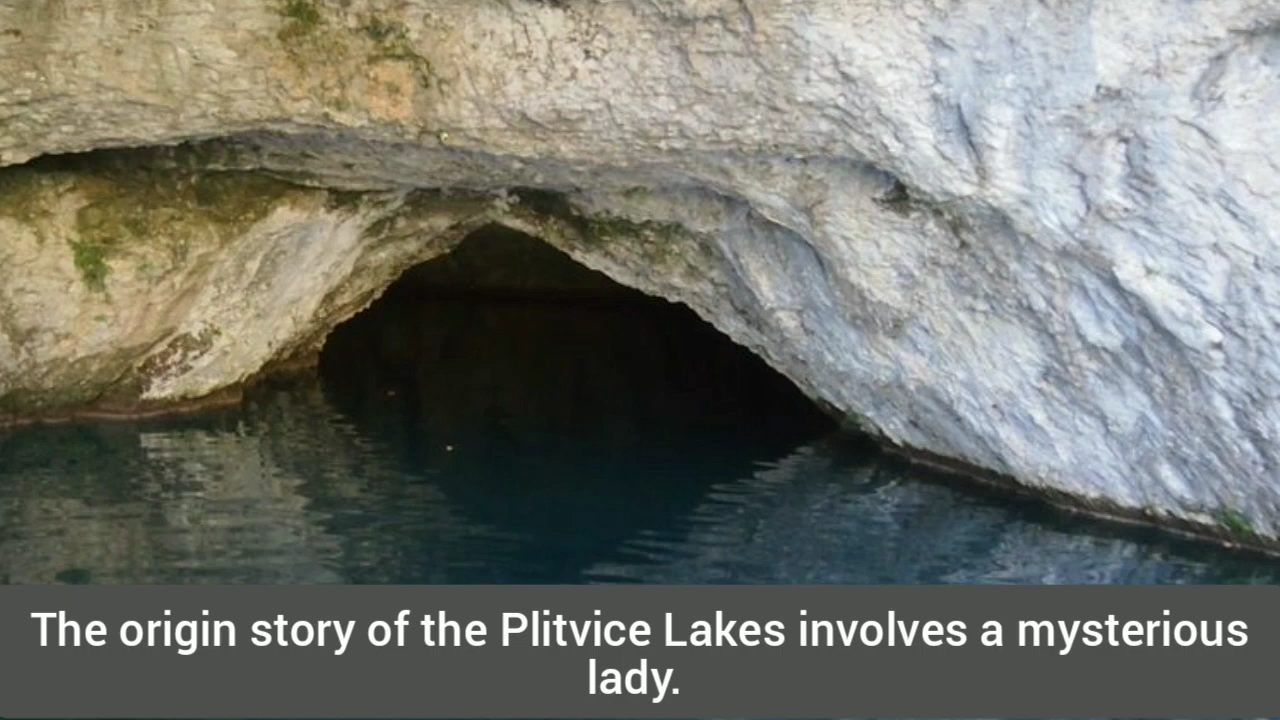 The origin story of the Plitvice Lakes involves a mysterious
lady.